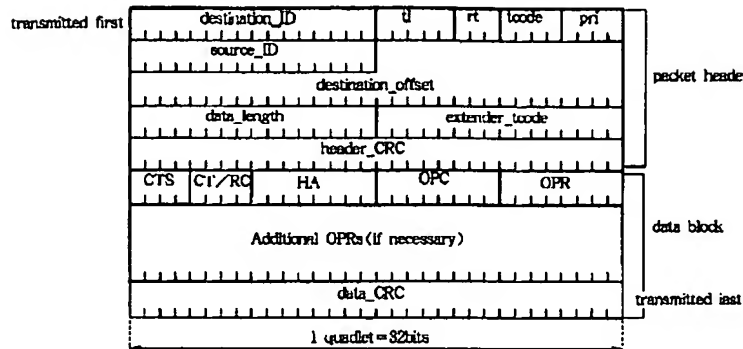 transmitted first
destination_ID tl rt tcode pri
source_ID
destination_offset
packet heade
data_length extender_tcode
header_CRC
CTS CT/RC HA OPC OPR
Additional OPRs(if necessary)
data block
data_CRC
transmitted last
1 quadlet=32bits